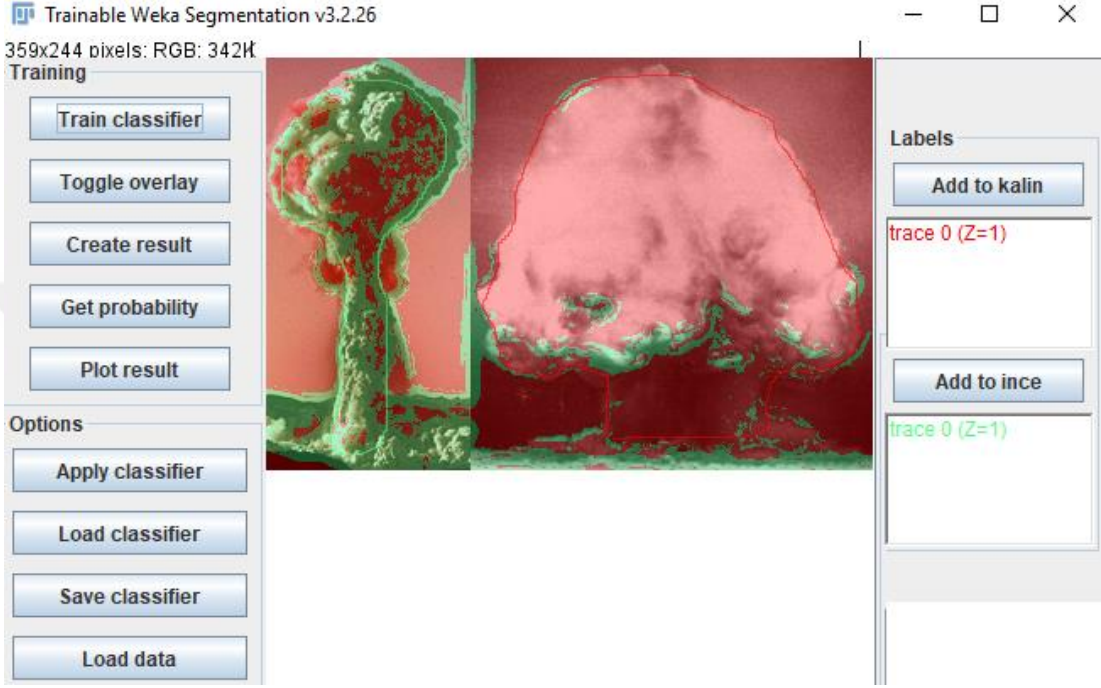 Trainable Weka Segmentation v3.2.26
359x244 pixels; RGB; 342K
Training
Train classifier
Toggle overlay
Create result
Get probability
Plot result
Options
Apply classifier
Load classifier
Save classifier
Load data
Labels
Add to kalin
trace 0 (Z=1)
Add to ince
trace 0 (Z=1)